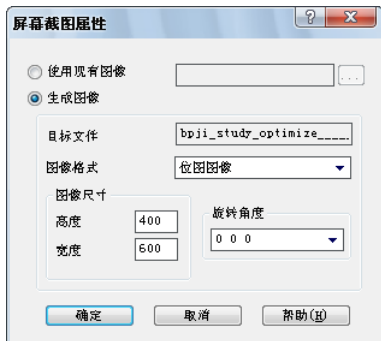 屏幕截图属性
使用现有图像
...
生成图像
目标文件 bpji_study_optimize____
图像格式 位图图像
图像尺寸
高度 400
宽度 600
旋转角度
0 0 0
确定 取消 帮助(H)